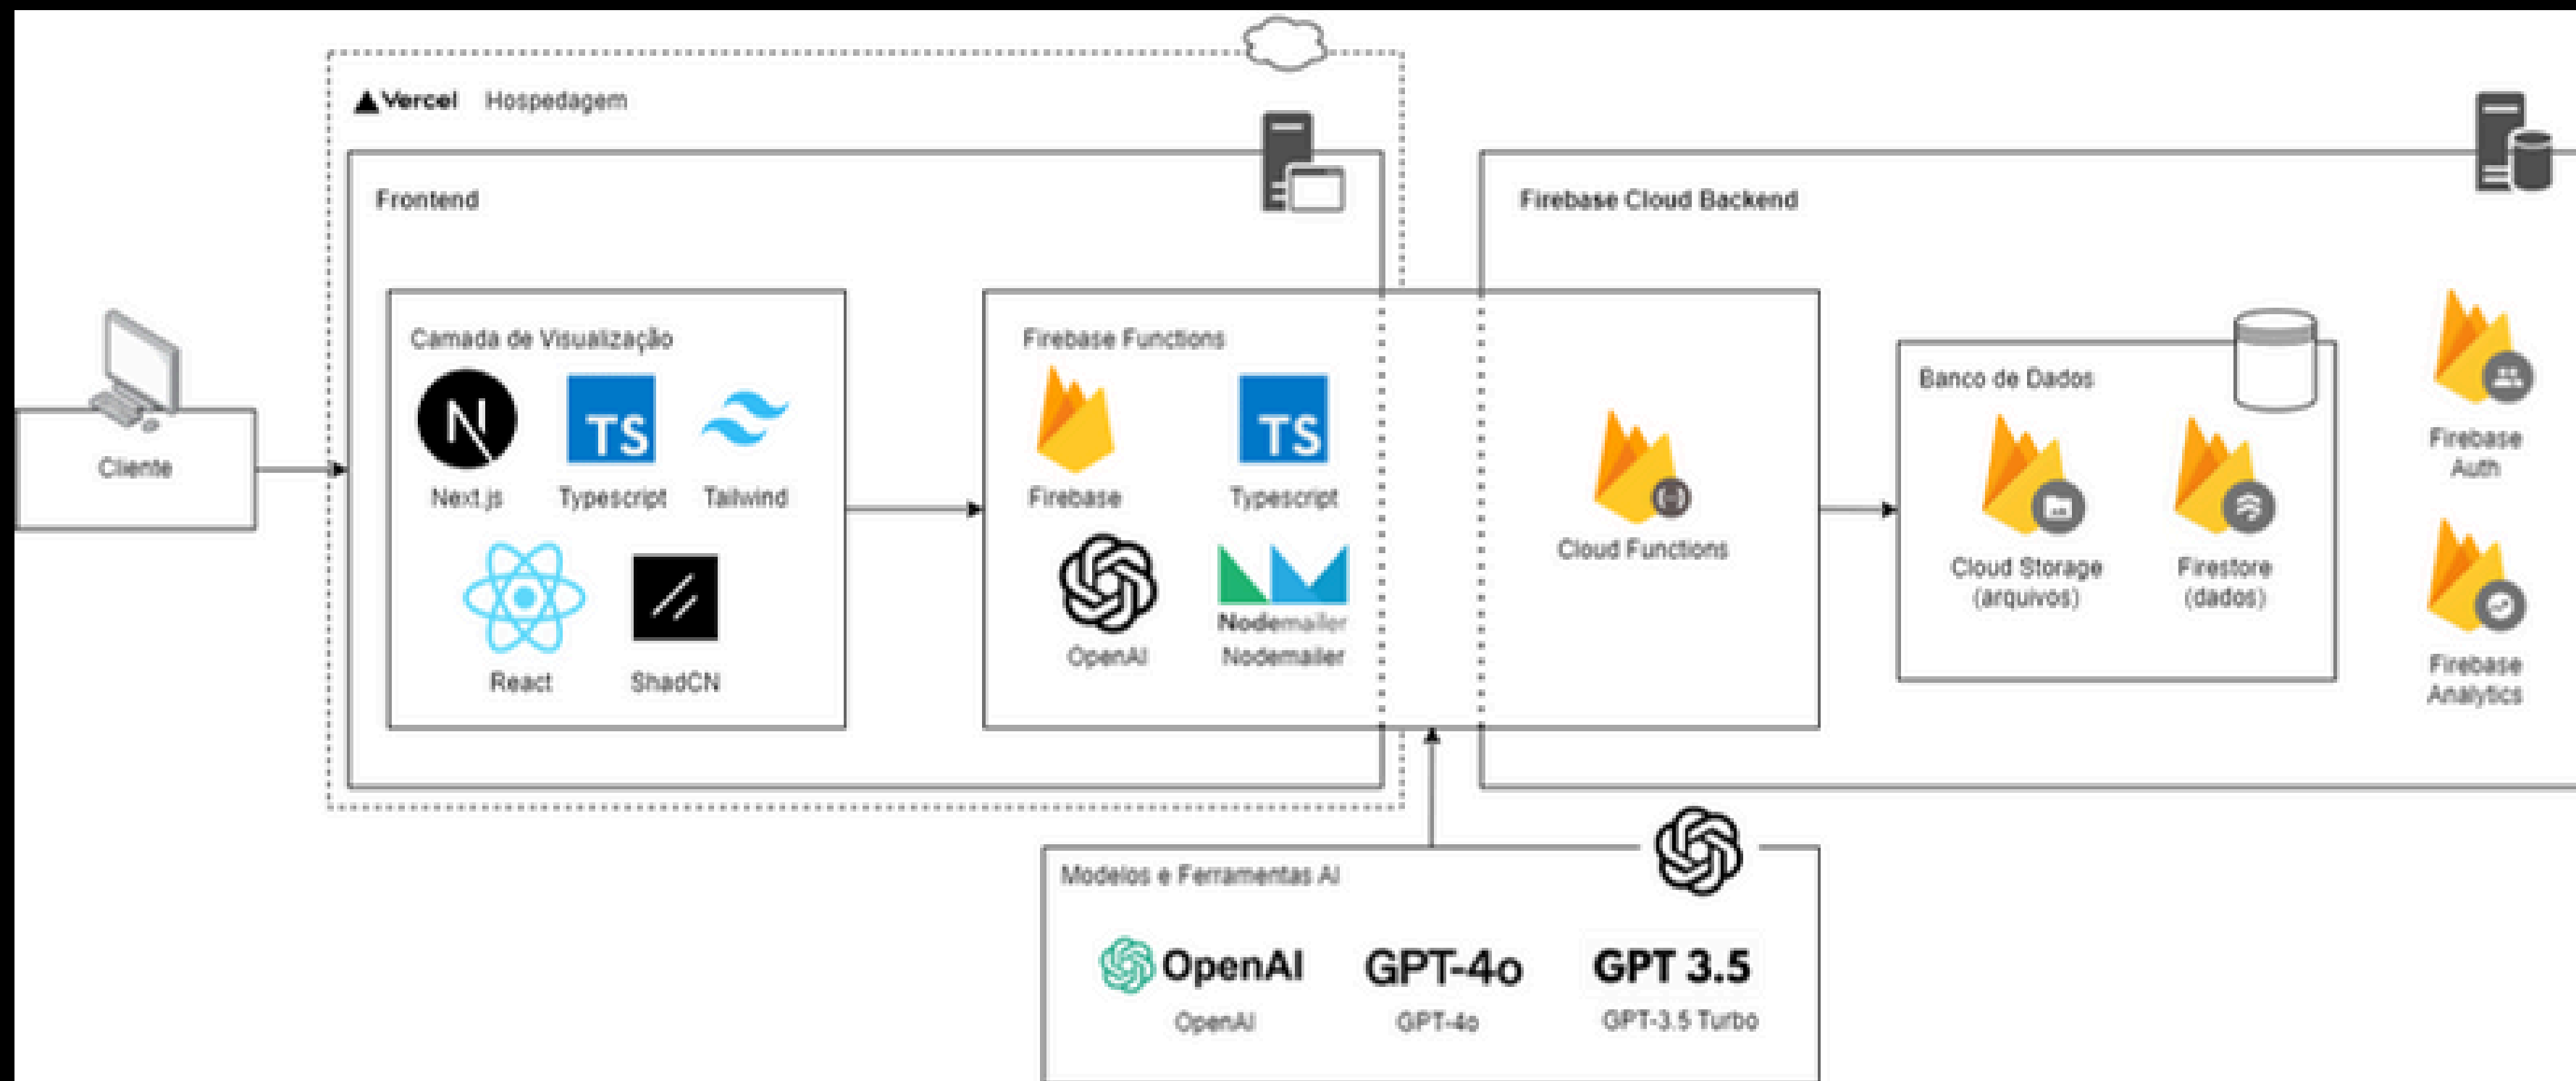 Vercel Hospedagem
Frontend
Firebase Cloud Backend
Cliente
Camada de Visualização
N
TS
Next.js
Typescript
Tailwind
React
ShadCN
Firebase Functions
TS
Firebase
Typescript
Nodemailer
OpenAI
Nodemailer
Cloud Functions
Banco de Dados
Cloud Storage
(arquivos)
Firestore
(dados)
Firebase
Auth
Firebase
Analytics
Modelos e Ferramentas AI
OpenAI
GPT-4o
GPT 3.5
OpenAI
GPT-4o
GPT-3.5 Turbo